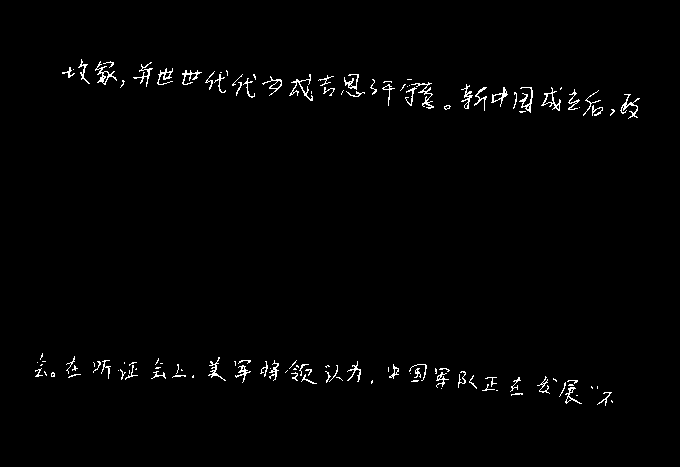 坟冢,并世世代代为成吉思汗守墓。新中国成立后,政
会。在听证会上,美军将领认为,中国军队正在发展“不